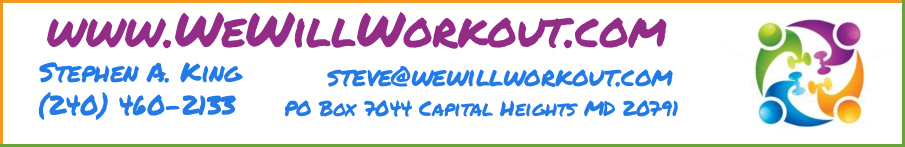 www.WeWillWorkout.com
Stephen A. King steve@wewillworkout.com
(240) 460-2133 PO Box 7044 Capital Heights MD 20791